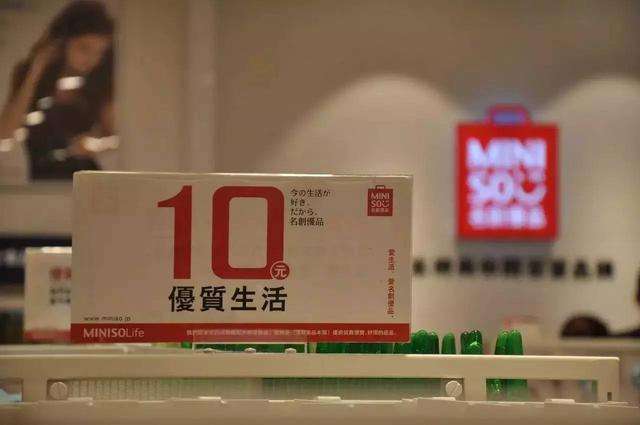 10元
今の生活が
好き、
だから、
名創優品
MINI
SO
名創優品
優質生活
愛生活 愛名創優品
www.miniso.jp
MINISOLife
MINI
SO
名創優品